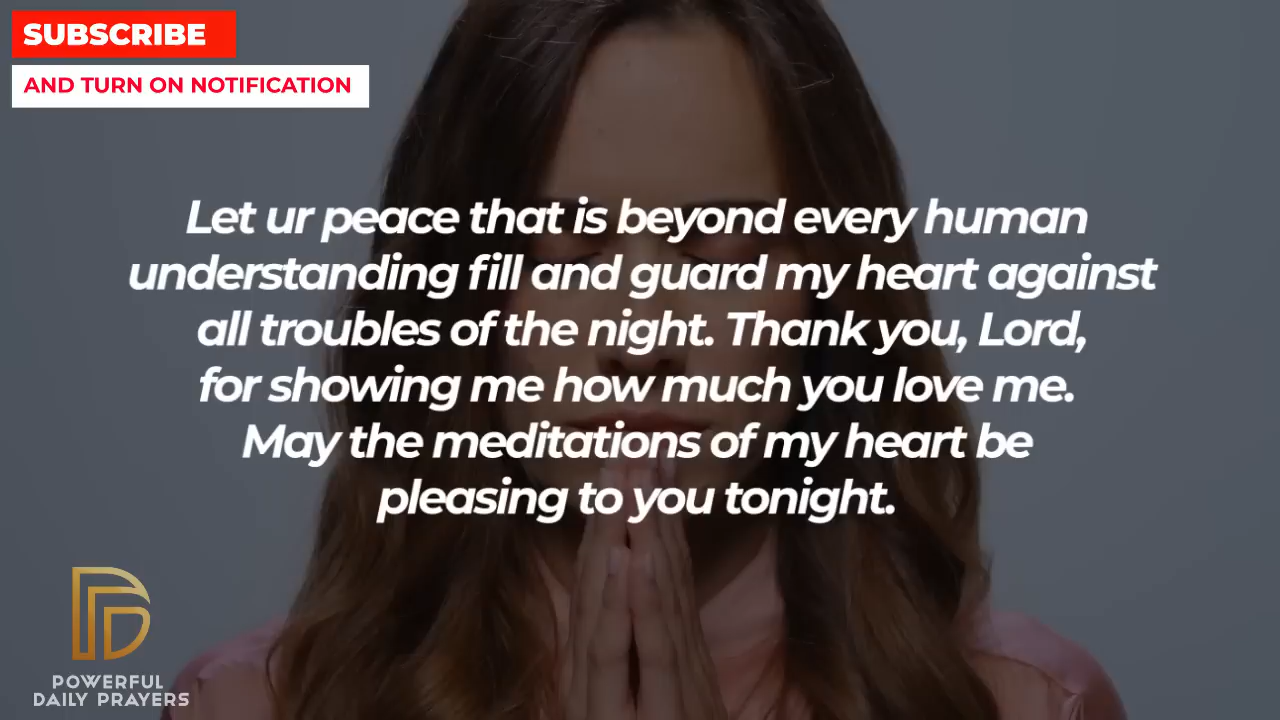 SUBSCRIBE
AND TURN ON NOTIFICATION
Let ur peace that is beyond every human
understanding fill and guard my heart against
all troubles of the night. Thank you, Lord,
for showing me how much you love me.
May the meditations of my heart be
pleasing to you tonight.
POWERFUL
DAILY PRAYERS